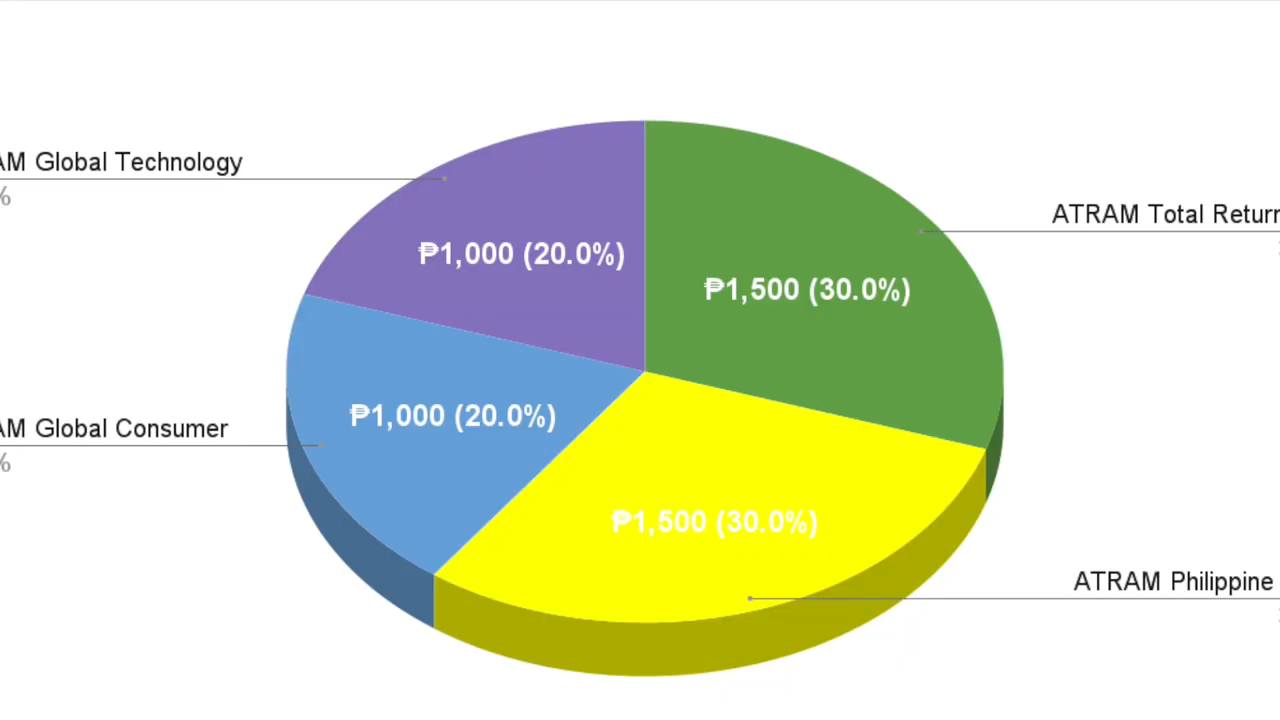 AM Global Technology
%
₱1,000 (20.0%)
ATRAM Total Return
₱1,500 (30.0%)
₱1,000 (20.0%)
AM Global Consumer
%
₱1,500 (30.0%)
ATRAM Philippine